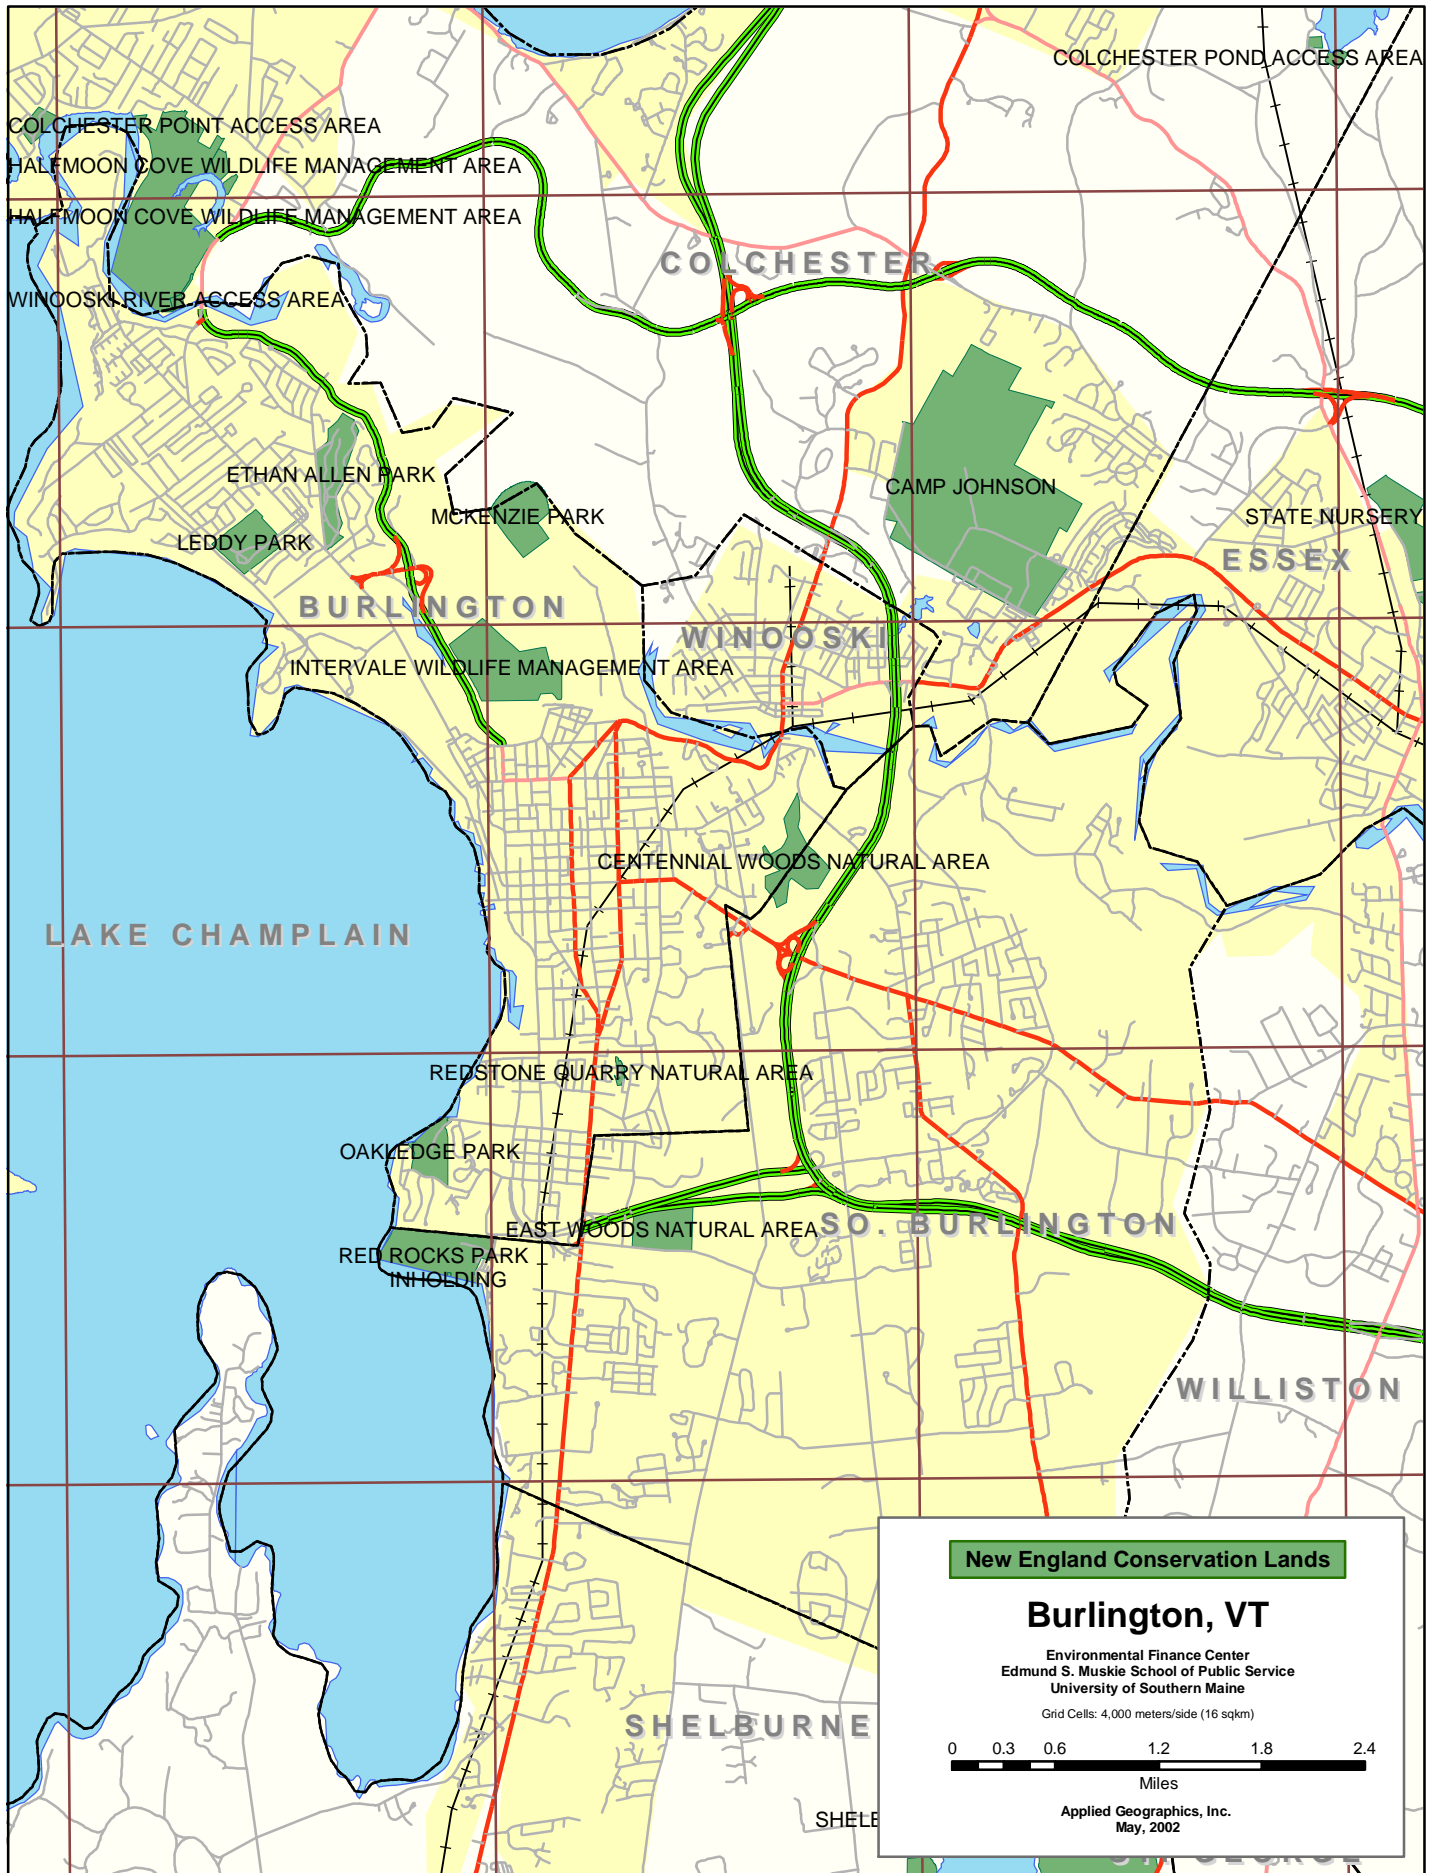 COLCHESTER POND ACCESS AREA
COLCHESTER POINT ACCESS AREA
HALFMOON COVE WILDLIFE MANAGEMENT AREA
HALFMOON COVE WILDLIFE MANAGEMENT AREA
COLCHESTER
WINOOSKI RIVER ACCESS AREA
ETHAN ALLEN PARK
CAMP JOHNSON
MCKENZIE PARK
STATE NURSERY
LEDDY PARK
ESSEX
BURLINGTON
WINOOSKI
INTERVALE WILDLIFE MANAGEMENT AREA
CENTENNIAL WOODS NATURAL AREA
LAKE CHAMPLAIN
REDSTONE QUARRY NATURAL AREA
OAKLEDGE PARK
EAST WOODS NATURAL AREA
SO. BURLINGTON
RED ROCKS PARK
INHOLDING
WILLISTON
New England Conservation Lands
Burlington, VT
Environmental Finance Center
Edmund S. Muskie School of Public Service
University of Southern Maine
Grid Cells: 4,000 meters/side (16 sqkm)
SHELBURNE
0 0.3 0.6 1.2 1.8 2.4
Miles
Applied Geographics, Inc.
May, 2002